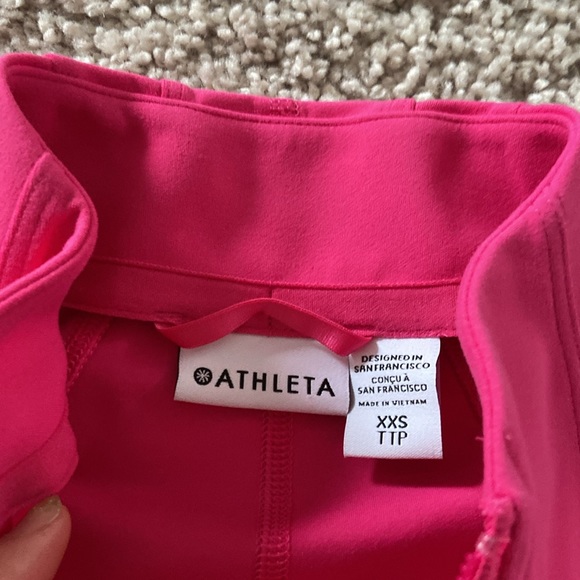 ATHLETA
DESIGNED IN
SAN FRANCISCO
CONÇU À
SAN FRANCISCO
MADE IN VIETNAM
XXS
TTP